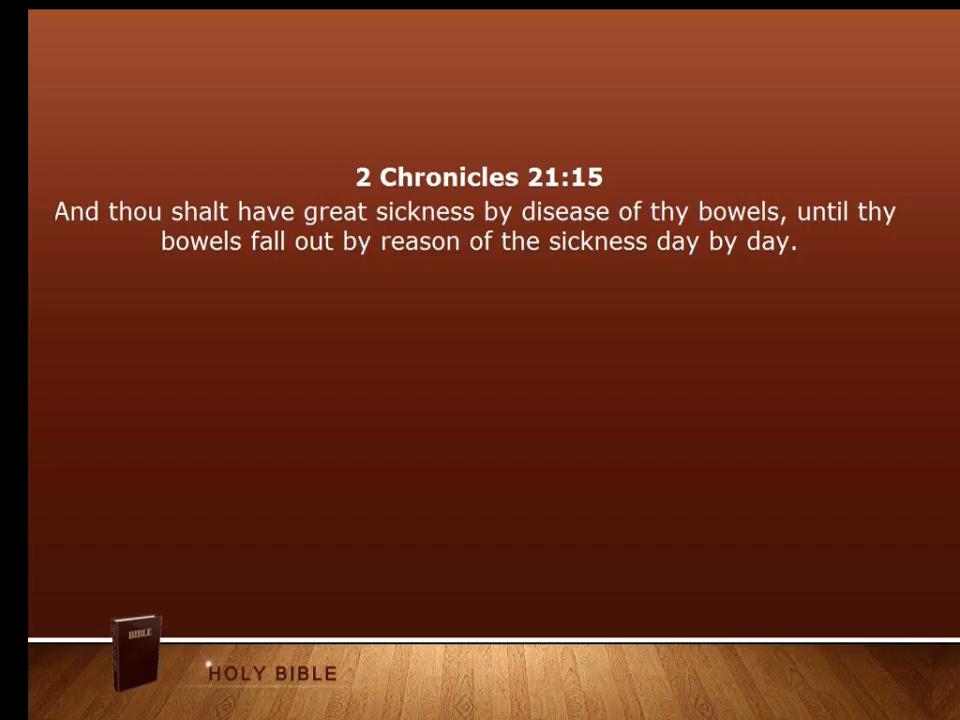 2 Chronicles 21:15
And thou shalt have great sickness by disease of thy bowels, until thy
bowels fall out by reason of the sickness day by day.
BIBLE
HOLY BIBLE